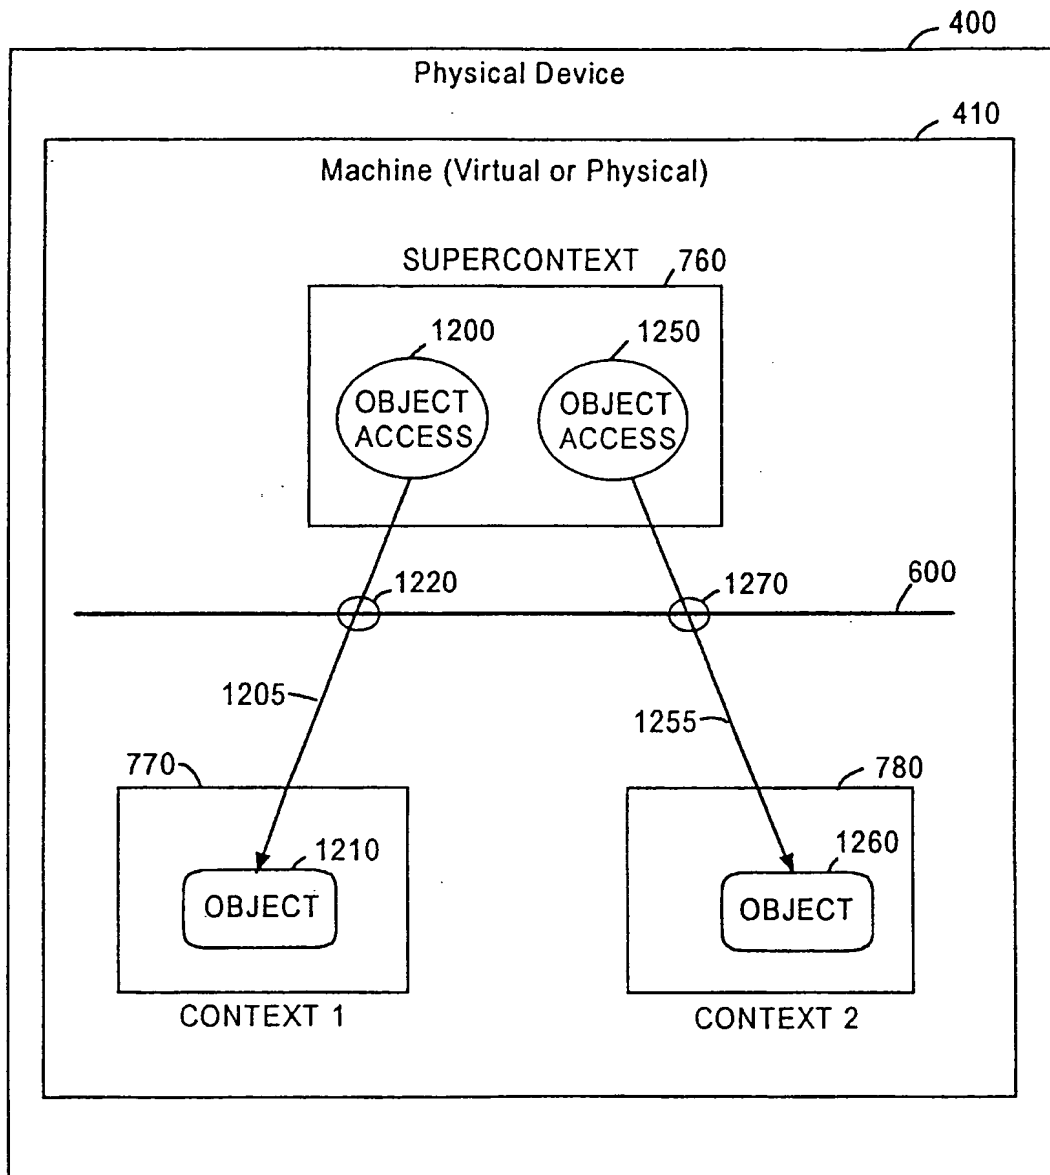 400
Physical Device
410
Machine (Virtual or Physical)
SUPERCONTEXT
760
1200
1250
OBJECT
ACCESS
OBJECT
ACCESS
1220
1270
600
1205
1255
770
780
1210
1260
OBJECT
OBJECT
CONTEXT 1
CONTEXT 2